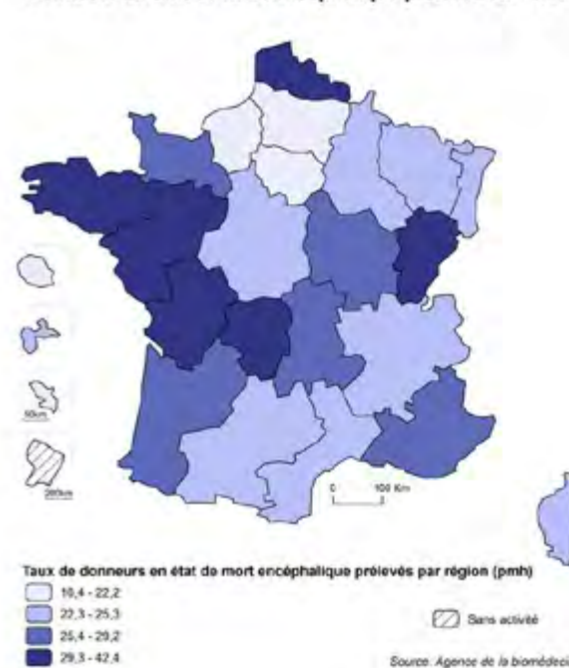 50km
200km
0 100 Km
Taux de donneurs en état de mort encéphalique prélevés par région (pmh)
10,4 - 22,2
22,3 - 25,3
25,4 - 29,2
29,3 - 42,4
Sans activité
Source: Agence de la